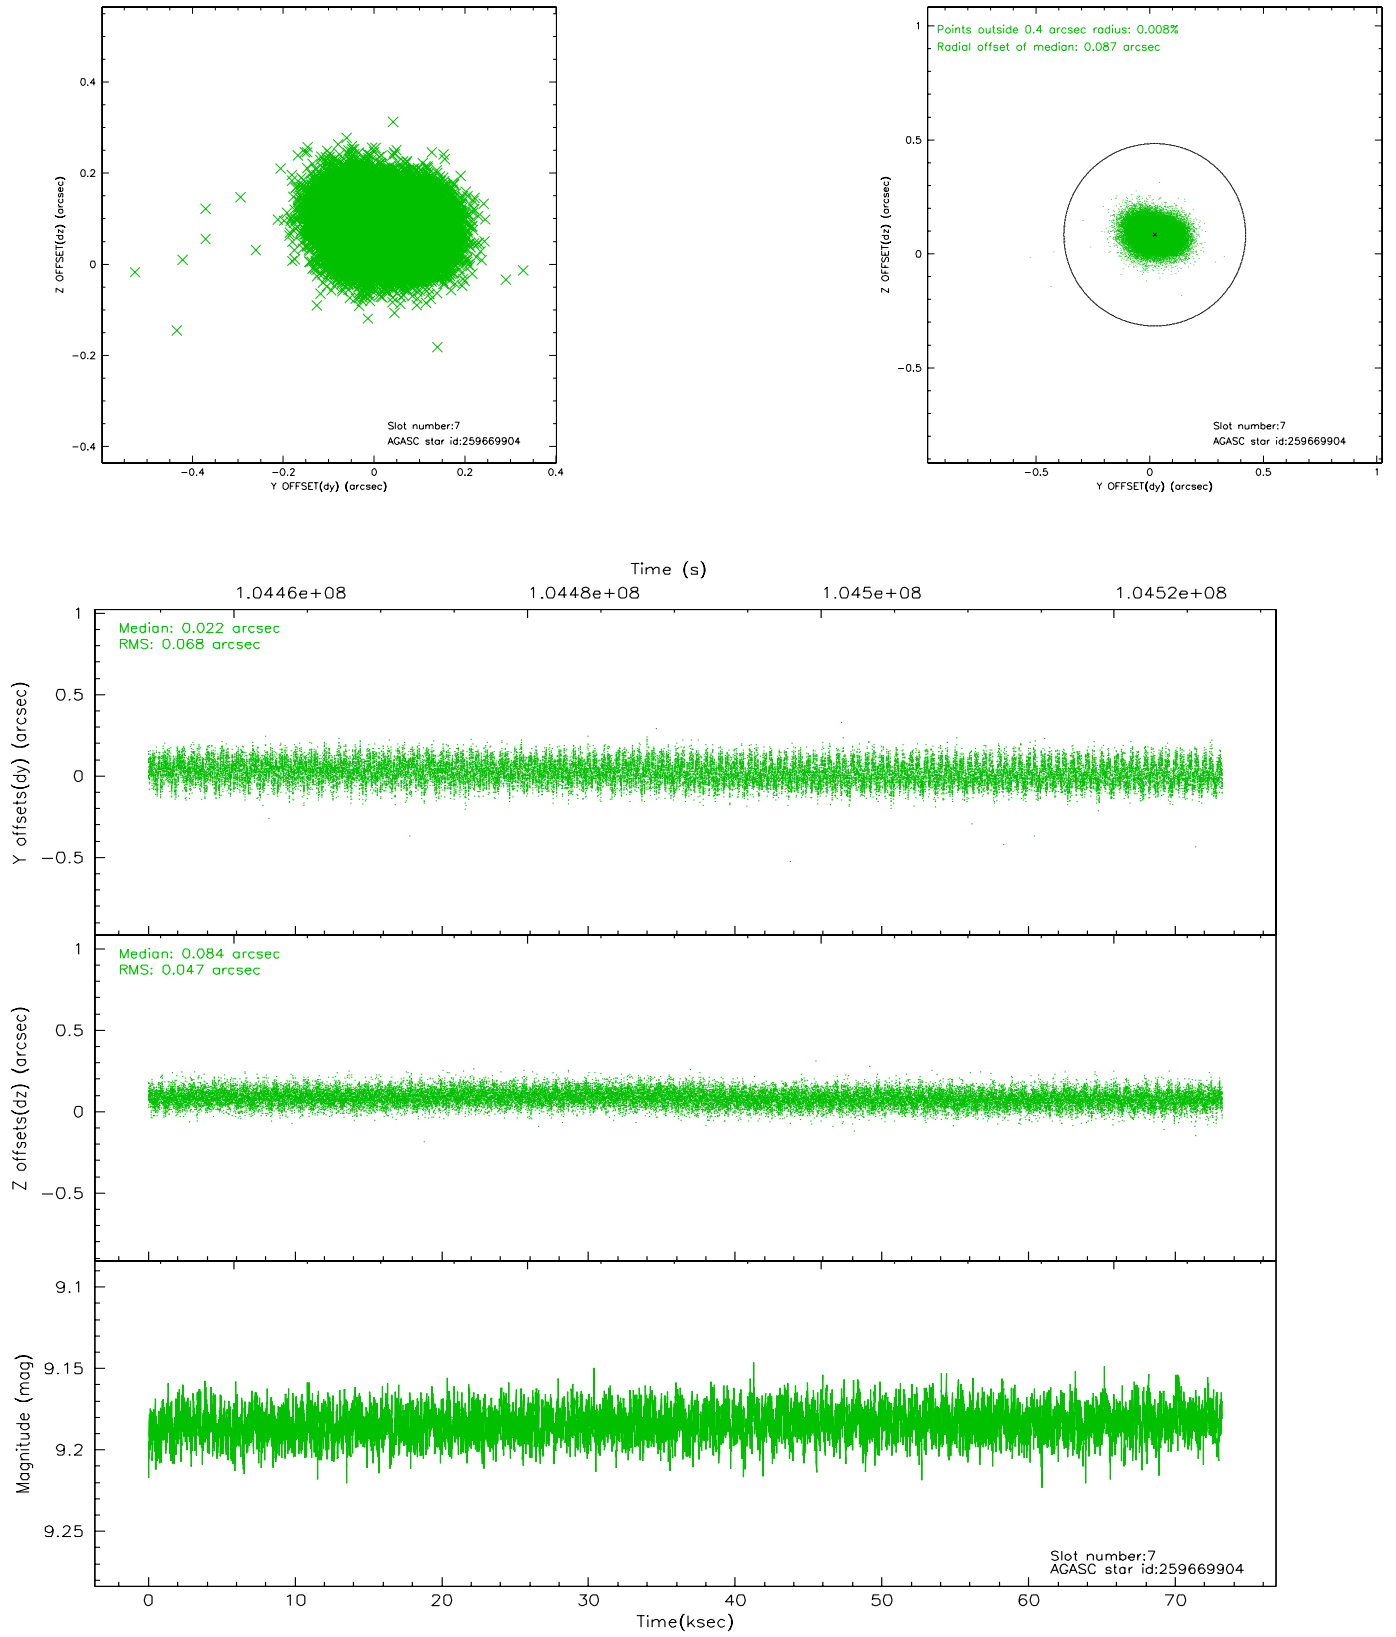 0.4
0.2
0
−0.2
−0.4
Z OFFSET(dz) (arcsec)
Slot number:7
AGASC star id:259669904
−0.4
−0.2
0
0.2
0.4
Y OFFSET(dy) (arcsec)
Points outside 0.4 arcsec radius: 0.008%
Radial offset of median: 0.087 arcsec
1
0.5
0
−0.5
Z OFFSET(dz) (arcsec)
Slot number:7
AGASC star id:259669904
−0.5
0
0.5
1
Y OFFSET(dy) (arcsec)
Time (s)
1.0446e+08
1.0448e+08
1.045e+08
1.0452e+08
Median: 0.022 arcsec
RMS: 0.068 arcsec
1
0.5
0
−0.5
Y offsets(dy) (arcsec)
Median: 0.084 arcsec
RMS: 0.047 arcsec
1
0.5
0
−0.5
Z offsets(dz) (arcsec)
9.1
9.15
9.2
9.25
Magnitude (mag)
Slot number:7
AGASC star id:259669904
0
10
20
30
40
50
60
70
Time(ksec)